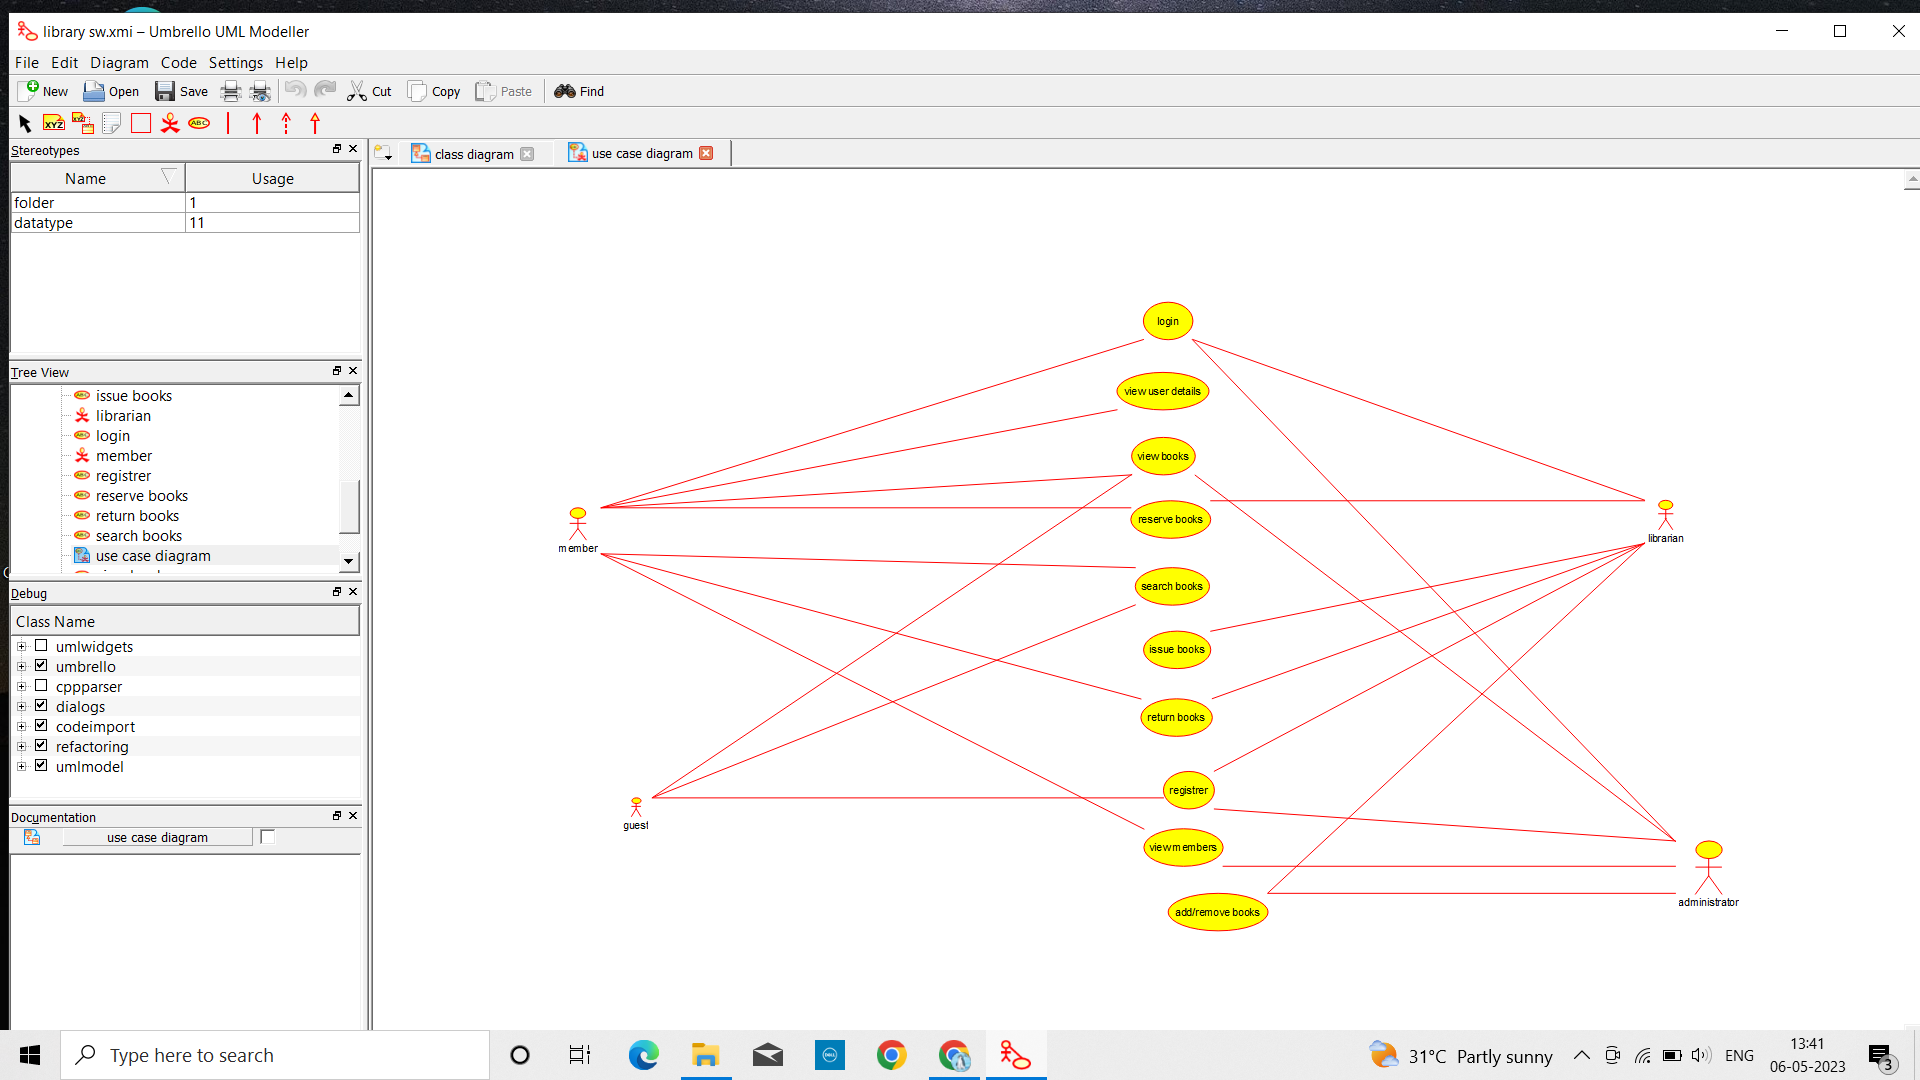 library sw.xmi – Umbrello UML Modeller
File Edit Diagram Code Settings Help
New Open Save Cut Copy Paste Find
XYZ XYZ ABC
Stereotypes
Name Usage
folder 1
datatype 11
Tree View
issue books
librarian
login
member
registrer
reserve books
return books
search books
use case diagram
Debug
Class Name
umlwidgets
umbrello
cppparser
dialogs
codeimport
refactoring
umlmodel
Documentation
use case diagram
class diagram use case diagram
login
view user details
view books
reserve books
member
librarian
search books
issue books
return books
registrer
guest
view members
administrator
add/remove books
Type here to search
DELL
31°C Partly sunny
ENG
13:41
06-05-2023
3